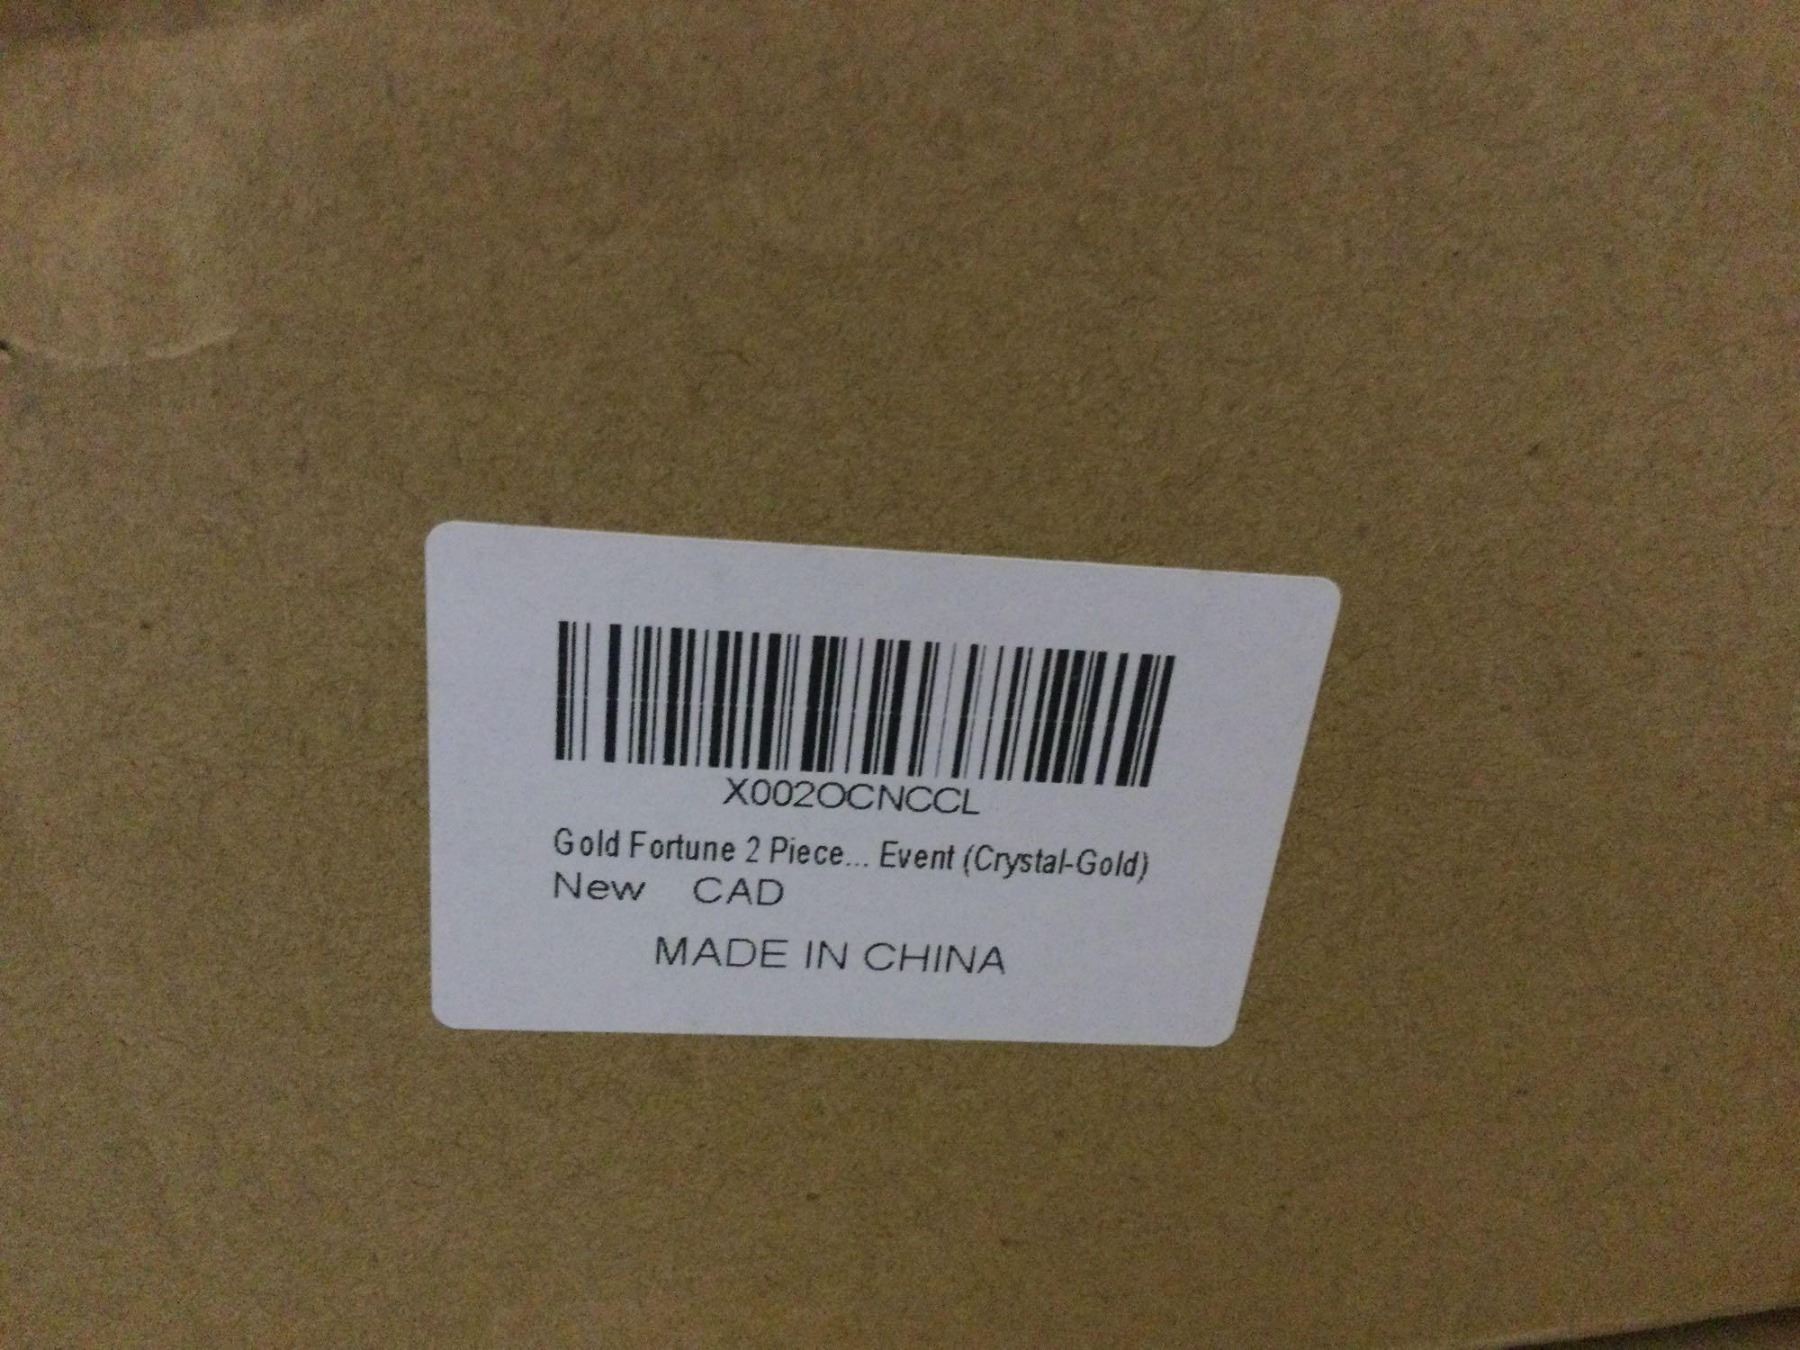 X002OCNCCL
Gold Fortune 2 Piece... Event (Crystal-Gold)
New CAD
MADE IN CHINA